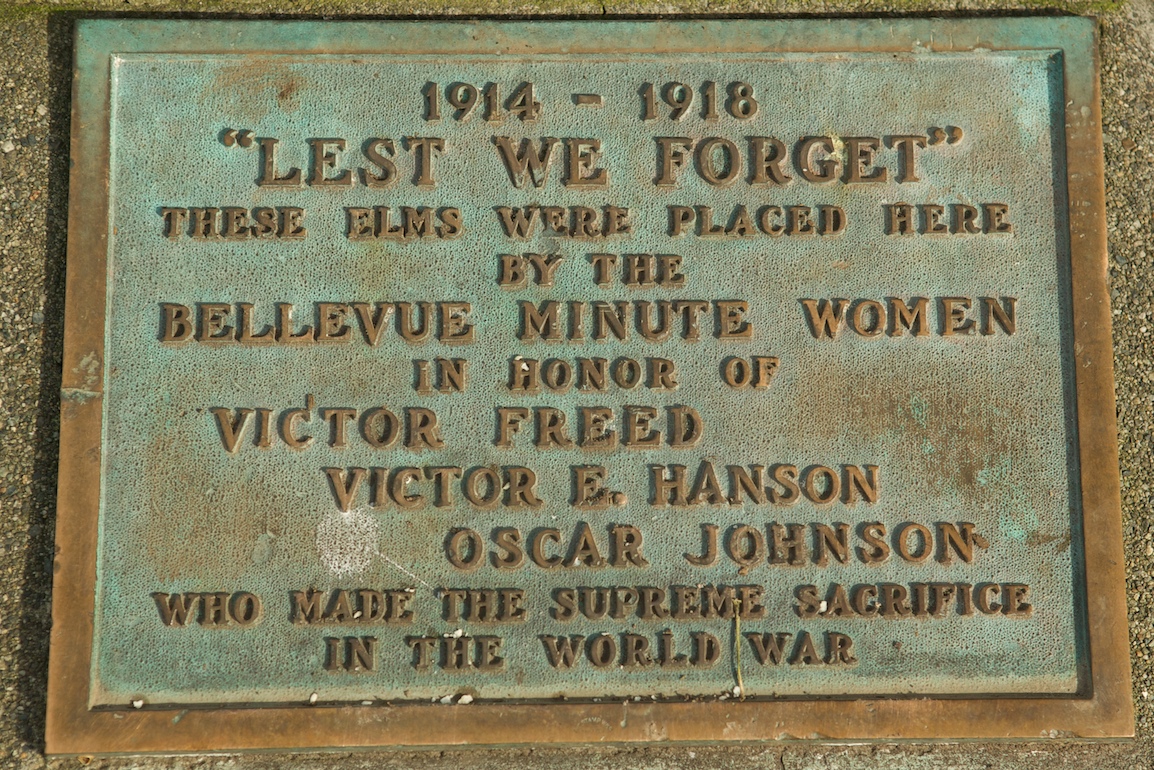 1914 - 1918
"LEST WE FORGET"
THESE ELMS WERE PLACED HERE
BY THE
BELLEVUE MINUTE WOMEN
IN HONOR OF
VICTOR FREED
VICTOR E. HANSON
OSCAR JOHNSON
WHO MADE THE SUPREME SACRIFICE
IN THE WORLD WAR